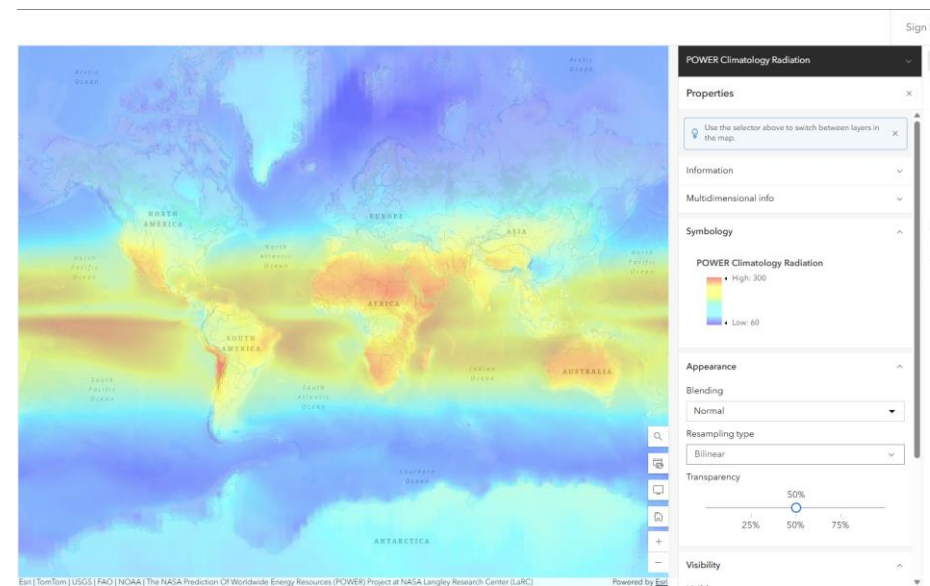 Sign
POWER Climatology Radiation
Properties
Use the selector above to switch between layers in
the map.
Information
Multidimensional info
Symbology
POWER Climatology Radiation
High: 300
Low: 60
Appearance
Blending
Normal
Resampling type
Bilinear
Transparency
50%
25% 50% 75%
Visibility
Arctic
Ocean
Arctic
Ocean
NORTH
AMERICA
EUROPE
ASIA
North
Pacific
Ocean
North
Atlantic
Ocean
North
Pacific
Ocean
AFRICA
SOUTH
AMERICA
Indian
Ocean
AUSTRALIA
South
Pacific
Ocean
South
Atlantic
Ocean
Southern
Ocean
ANTARCTICA
Esri | TomTom | USGS | FAO | NOAA | The NASA Prediction Of Worldwide Energy Resources (POWER) Project at NASA Langley Research Center (LaRC)
Powered by Esri